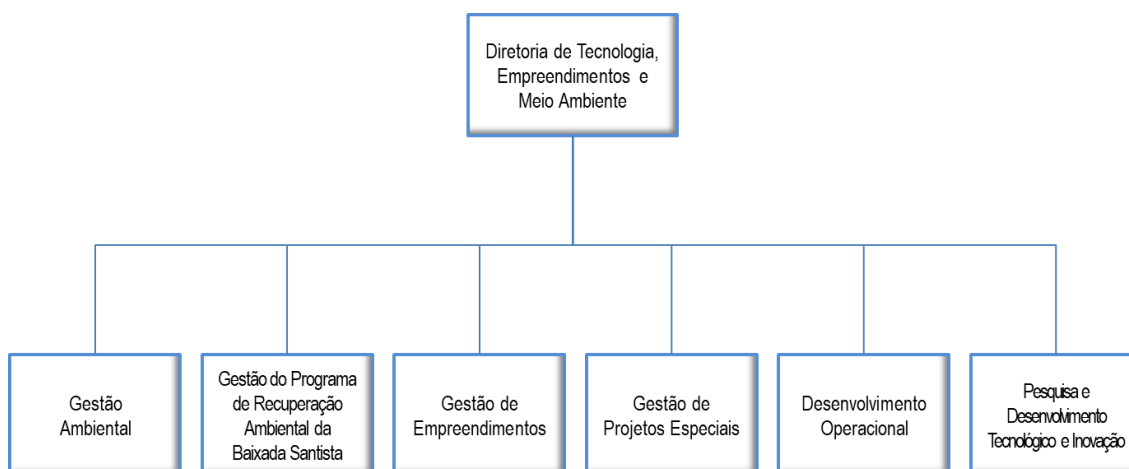 Diretoria de Tecnologia,
Empreendimentos e
Meio Ambiente
Gestão
Ambiental
Gestão do Programa
de Recuperação
Ambiental da
Baixada Santista
Gestão de
Empreendimentos
Gestão de
Projetos Especiais
Desenvolvimento
Operacional
Pesquisa e
Desenvolvimento
Tecnológico e Inovação